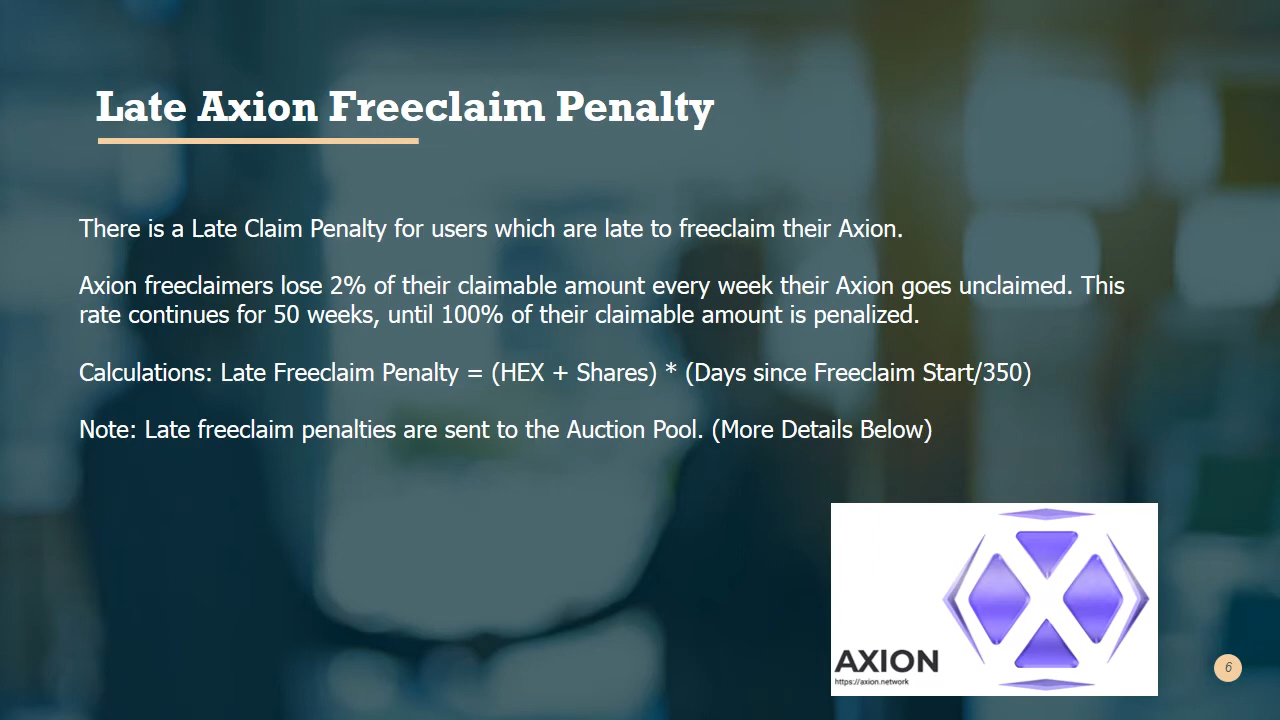 Late Axion Freeclaim Penalty
There is a Late Claim Penalty for users which are late to freeclaim their Axion.
Axion freeclaimers lose 2% of their claimable amount every week their Axion goes unclaimed. This
rate continues for 50 weeks, until 100% of their claimable amount is penalized.
Calculations: Late Freeclaim Penalty = (HEX + Shares) * (Days since Freeclaim Start/350)
Note: Late freeclaim penalties are sent to the Auction Pool. (More Details Below)
AXION
https://axion.network
6